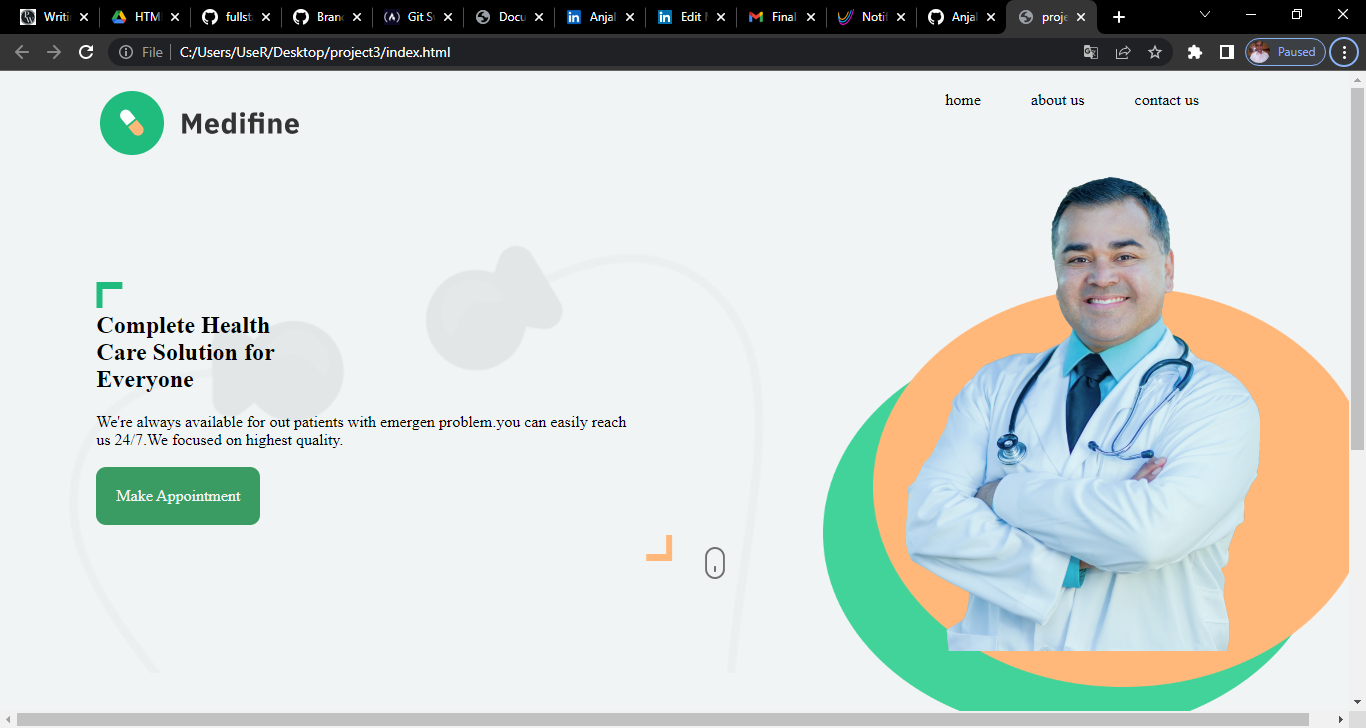 Writi
HTM
fullst
Branc
Git Sv
Docu
Anjal
Edit
Final
Notif
Anjal
proje
File
C:/Users/UseR/Desktop/project3/index.html
Paused
Medifine
home about us contact us
Complete Health
Care Solution for
Everyone
We're always available for out patients with emergen problem.you can easily reach
us 24/7.We focused on highest quality.
Make Appointment